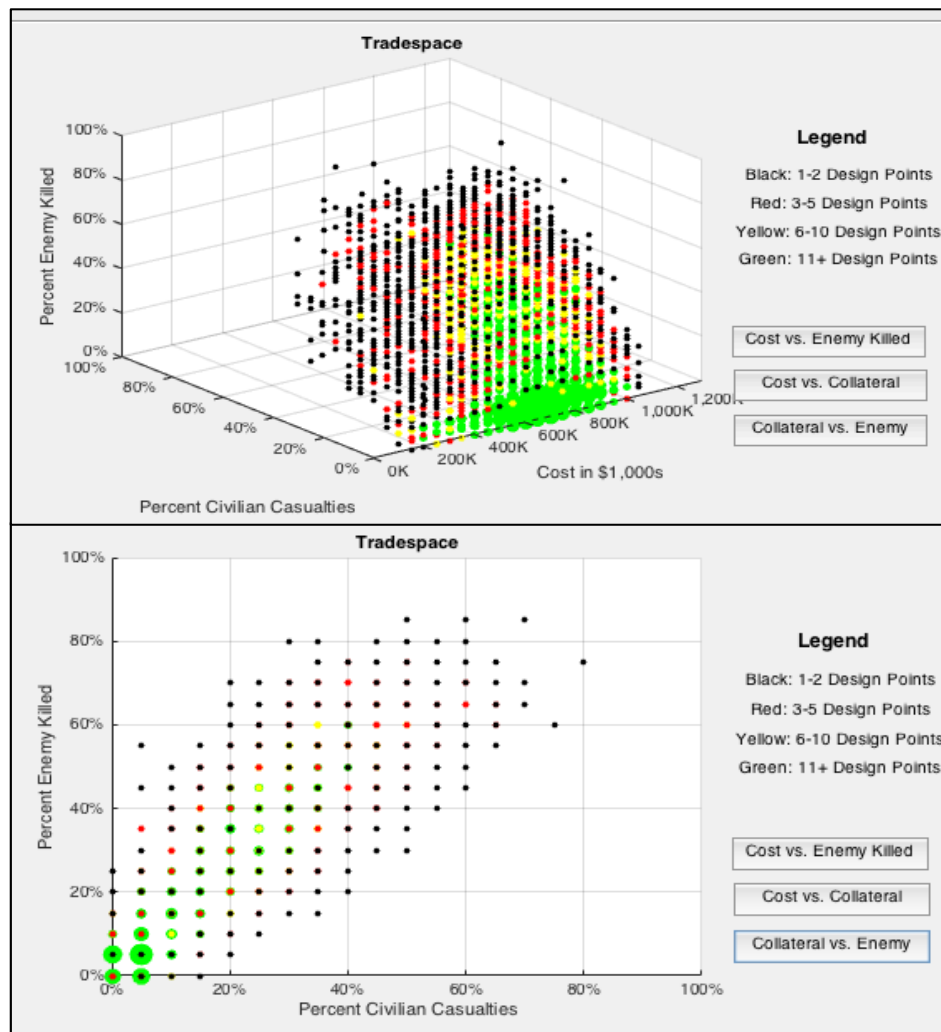 Tradespace
100%
80%
60%
40%
20%
0%
Percent Enemy Killed
100%
80%
60%
40%
20%
0%
Percent Civilian Casualties
0K
200K
400K
600K
800K
1,000K
Cost in $1,000s
Legend
Black: 1-2 Design Points
Red: 3-5 Design Points
Yellow: 6-10 Design Points
Green: 11+ Design Points
Cost vs. Enemy Killed
Cost vs. Collateral
Collateral vs. Enemy
Tradespace
100%
80%
60%
40%
20%
0%
Percent Enemy Killed
0%
20%
40%
60%
80%
100%
Percent Civilian Casualties
Legend
Black: 1-2 Design Points
Red: 3-5 Design Points
Yellow: 6-10 Design Points
Green: 11+ Design Points
Cost vs. Enemy Killed
Cost vs. Collateral
Collateral vs. Enemy